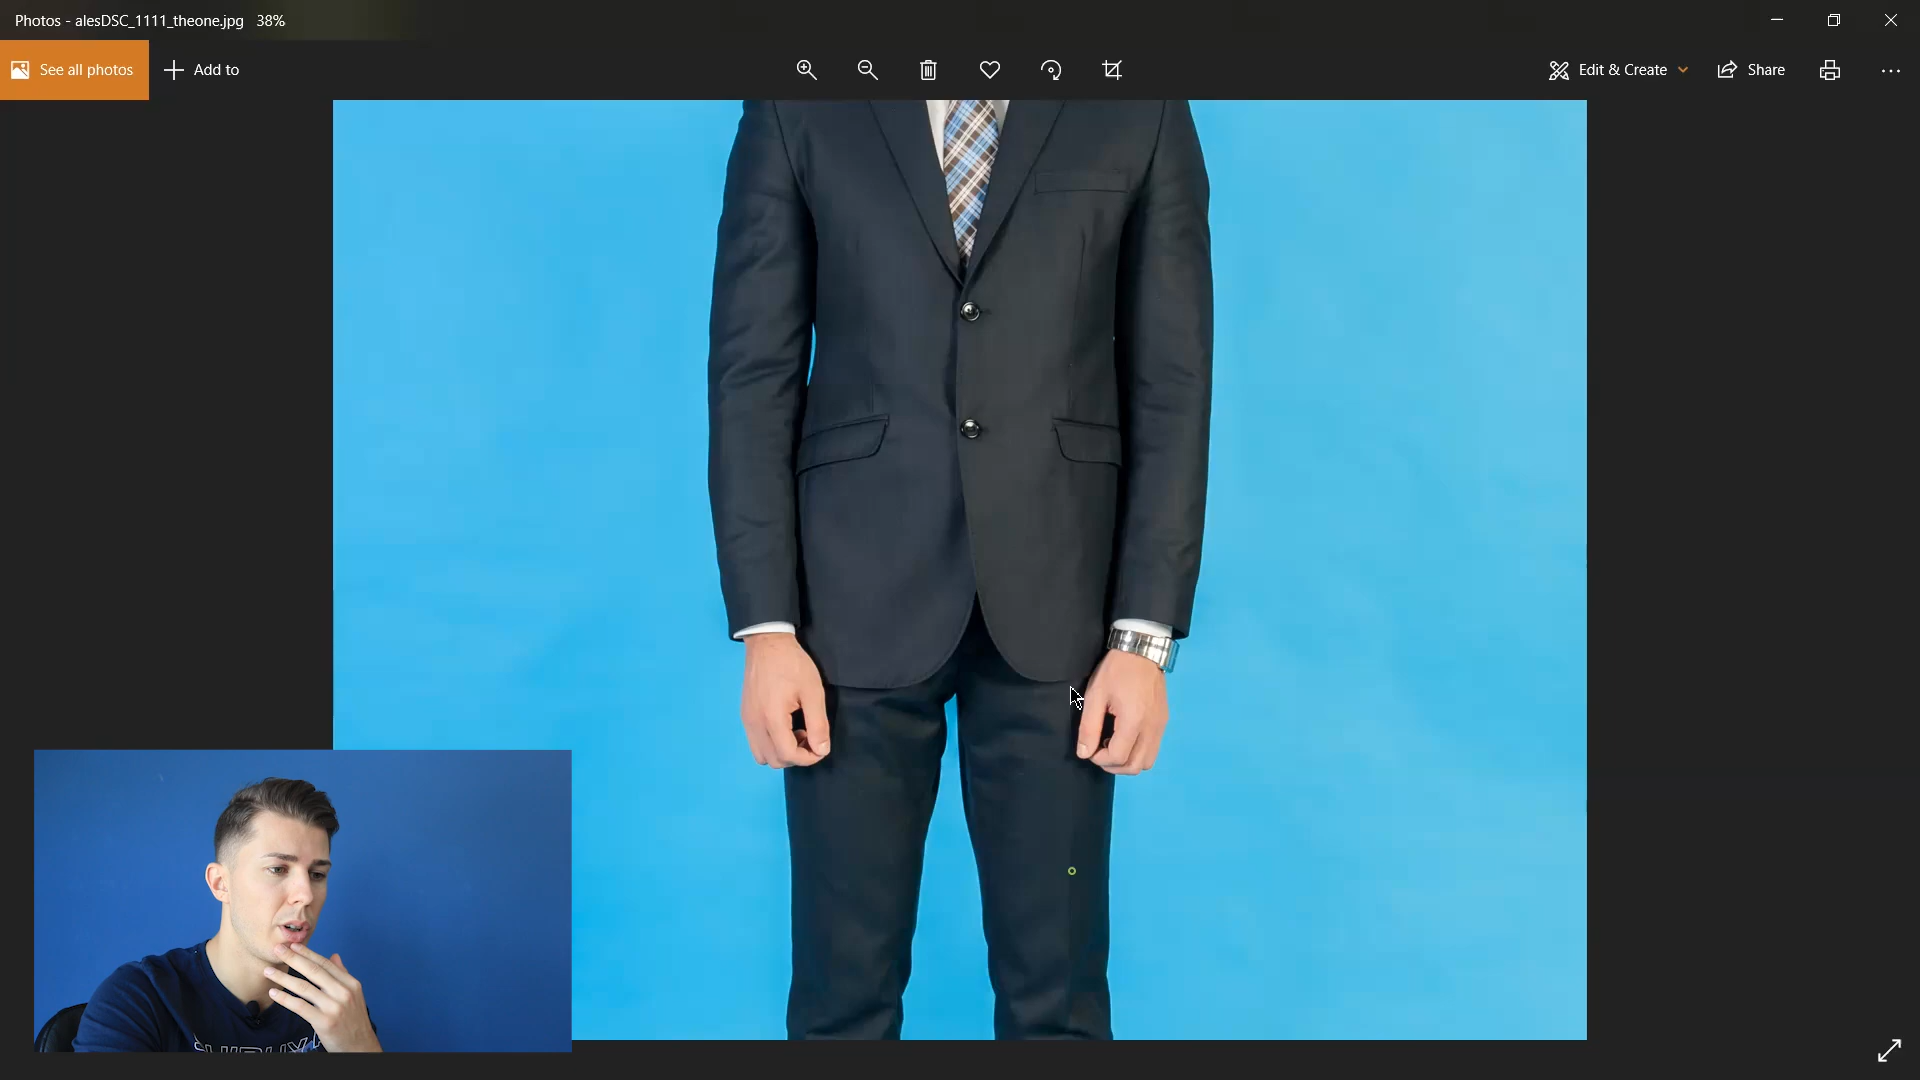 Photos - alesDSC_1111_theone.jpg 38%
See all photos
Add to
Edit & Create
Share